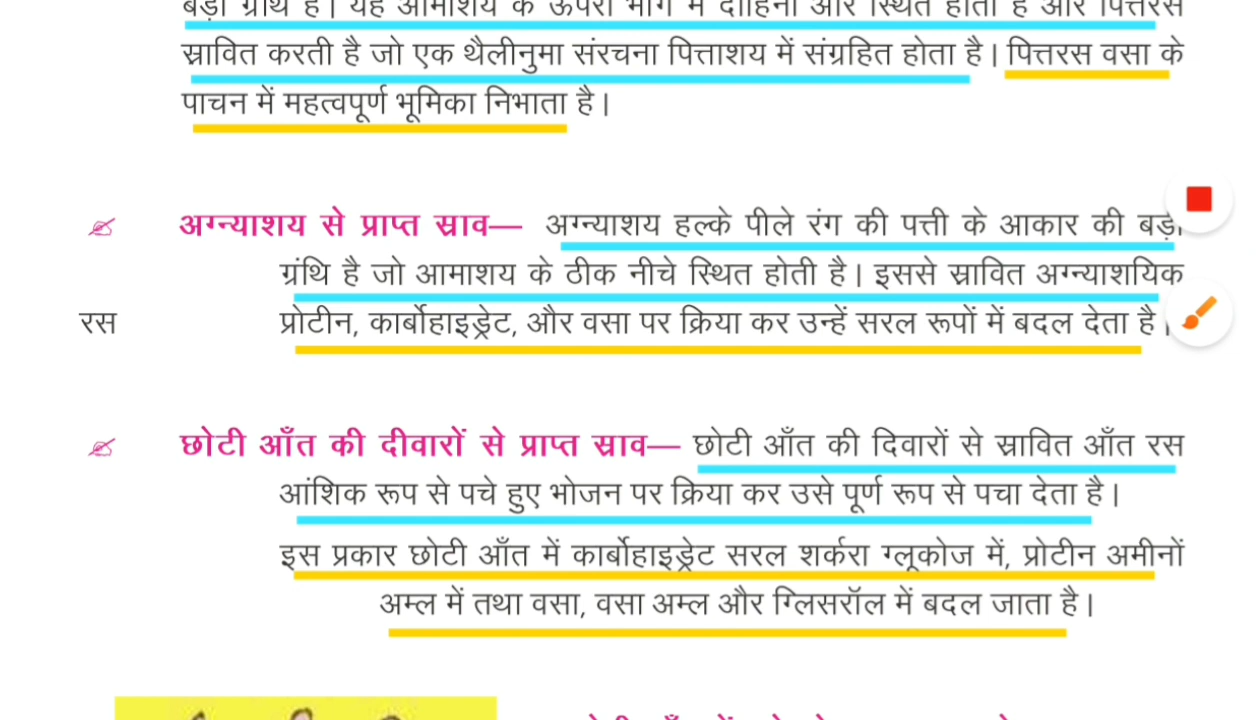 बड़ी ग्रंथि है। यह आमाशय के ऊपरी भाग में दाहिनी ओर स्थित होती है और पित्तरस
स्रावित करती है जो एक थैलीनुमा संरचना पित्ताशय में संग्रहित होता है। पित्तरस वसा के
पाचन में महत्वपूर्ण भूमिका निभाता है।
अग्न्याशय से प्राप्त स्राव— अग्न्याशय हल्के पीले रंग की पत्ती के आकार की बड़ी
ग्रंथि है जो आमाशय के ठीक नीचे स्थित होती है। इससे स्रावित अग्न्याशयिक
रस प्रोटीन, कार्बोहाइड्रेट, और वसा पर क्रिया कर उन्हें सरल रूपों में बदल देता है।
छोटी आँत की दीवारों से प्राप्त स्राव— छोटी आँत की दिवारों से स्रावित आँत रस
आंशिक रूप से पचे हुए भोजन पर क्रिया कर उसे पूर्ण रूप से पचा देता है।
इस प्रकार छोटी आँत में कार्बोहाइड्रेट सरल शर्करा ग्लूकोज में, प्रोटीन अमीनों
अम्ल में तथा वसा, वसा अम्ल और ग्लिसरॉल में बदल जाता है।